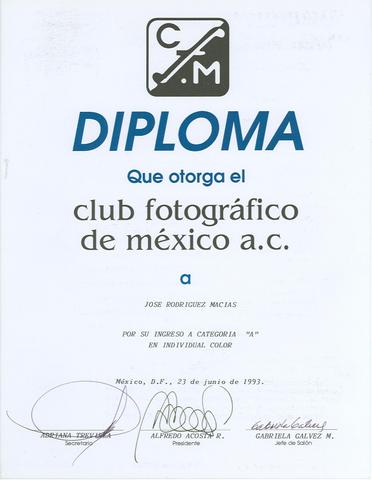 C F M
DIPLOMA
Que otorga el
club fotográfico
de méxico a.c.
a
JOSE RODRIGUEZ MACIAS
POR SU INGRESO A CATEGORIA "A"
EN INDIVIDUAL COLOR
México, D.F., 23 de junio de 1993.
ADRIANA TREVIÑA ALFREDO ACOSTA R. GABRIELA GALVEZ M.
Secretaria Presidente Jefe de Salón